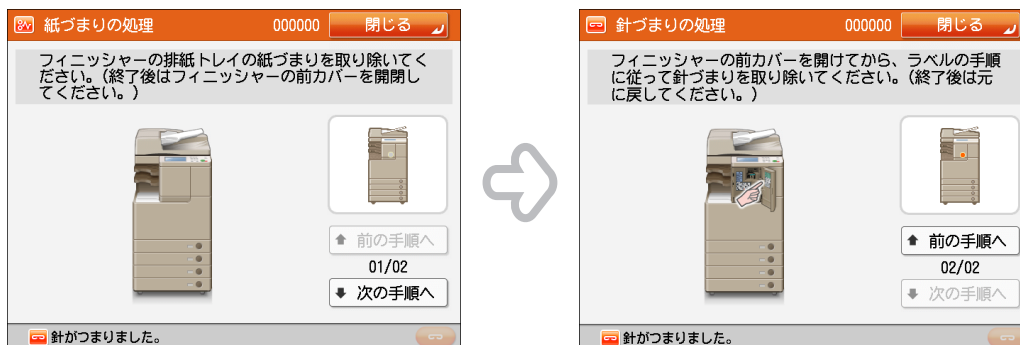 紙づまりの処理
000000
閉じる
フィニッシャーの排紙トレイの紙づまりを取り除いてく
ださい。(終了後はフィニッシャーの前カバーを開閉し
てください。)
前の手順へ
01/02
次の手順へ
針がつまりました。
針づまりの処理
000000
閉じる
フィニッシャーの前カバーを開けてから、ラベルの手順
に従って針づまりを取り除いてください。(終了後は元
に戻してください。)
前の手順へ
02/02
次の手順へ
針がつまりました。